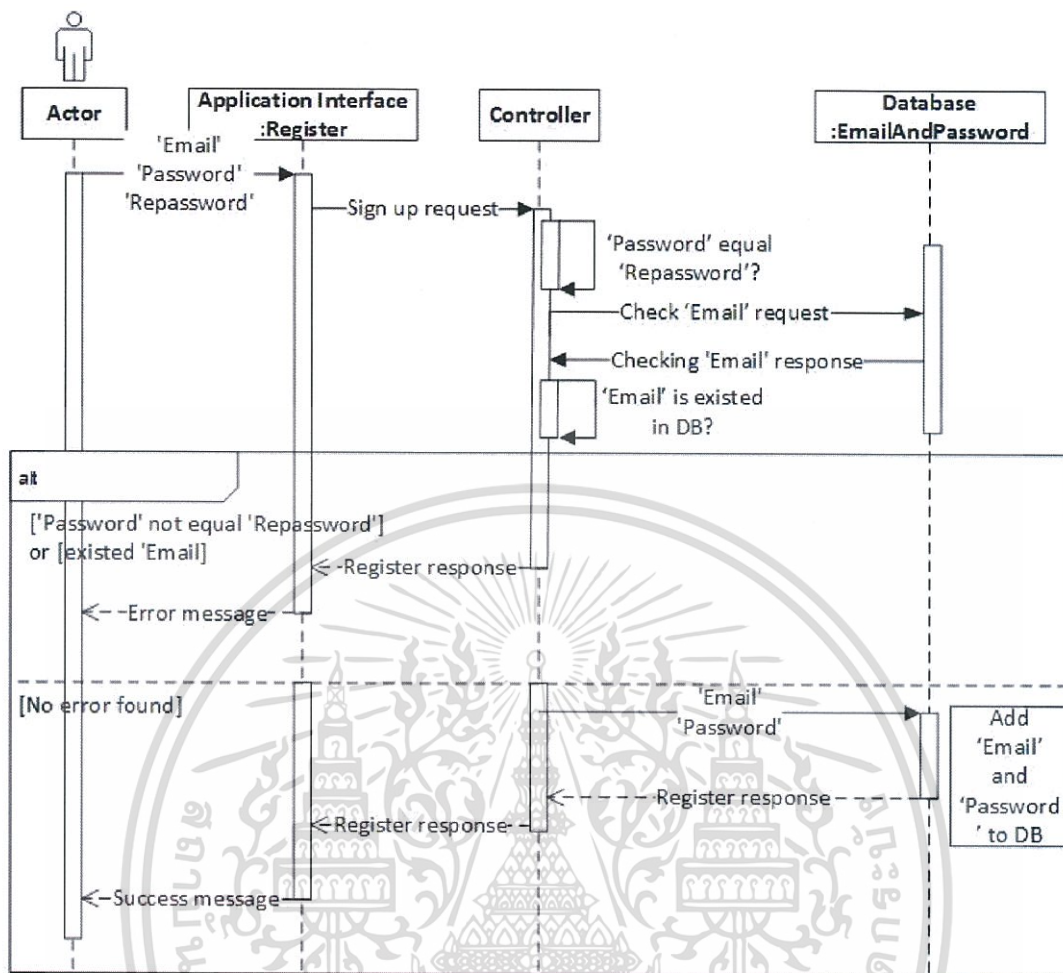 Actor
Application Interface
:Register
Controller
Database
:EmailAndPassword
'Email'
'Password'
'Repassword'
Sign up request
'Password' equal
'Repassword'?
Check 'Email' request
Checking 'Email' response
'Email' is existed
in DB?
alt
['Password' not equal 'Repassword']
or [existed 'Email]
Register response
Error message
[No error found]
'Email'
'Password'
Add
'Email'
and
'Password
' to DB
Register response
Register response
Success message